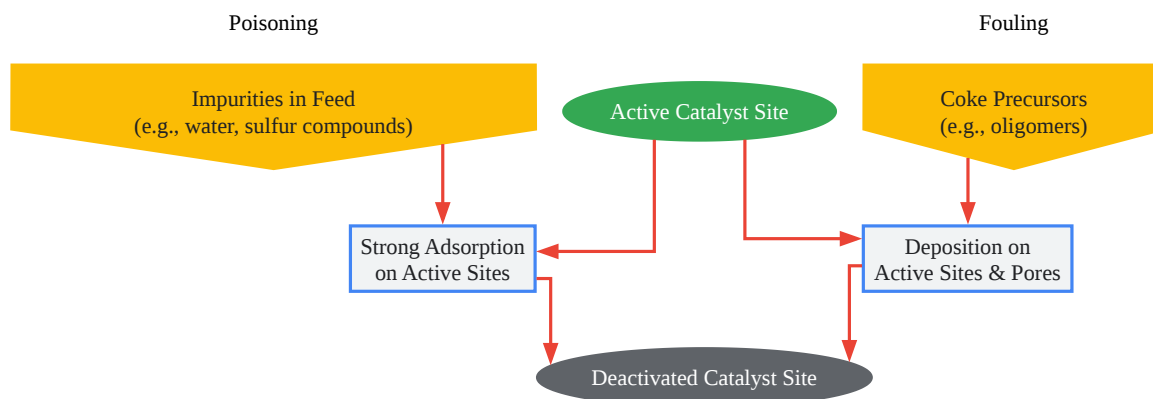 Poisoning
Fouling
Impurities in Feed
(e.g., water, sulfur compounds)
Active Catalyst Site
Coke Precursors
(e.g., oligomers)
Strong Adsorption
on Active Sites
Deposition on
Active Sites & Pores
Deactivated Catalyst Site